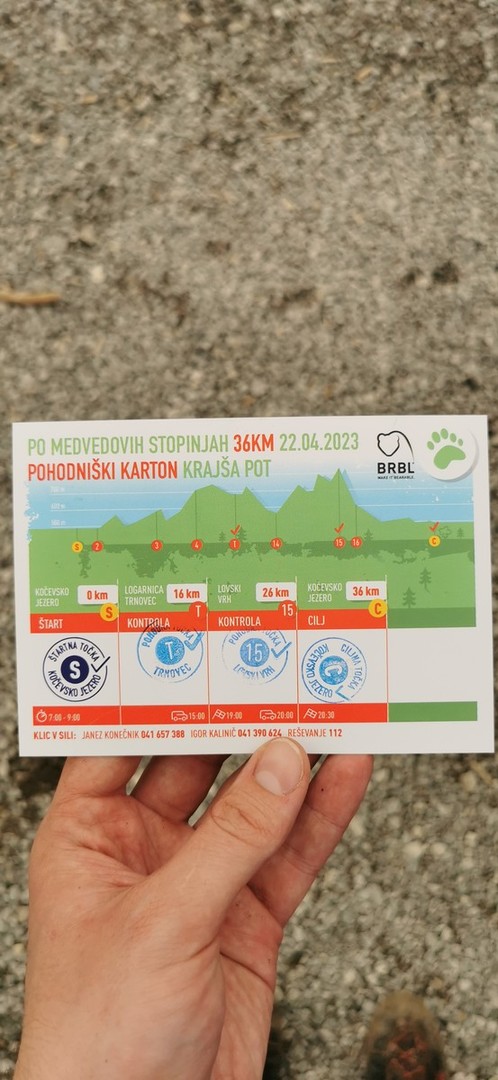 PO MEDVEDOVIH STOPINJAH 36KM 22.04.2023
POHODNIŠKI KARTON KRAJŠA POT
BRBL
MAKE IT WEARABLE
S 2 3 4 T 14 15 16 C
KOČEVSKO JEZERO 0 km S
ŠTART
LOGARNICA TRNOVEC 16 km T
KONTROLA
LOVSKI VRH 26 km 15
KONTROLA
KOČEVSKO JEZERO 36 km C
CILJ
ŠTARTNA TOČKA S KOČEVSKO JEZERO
T TRNOVEC
15 LOVSKI VRH
CILJNA TOČKA C KOČEVSKO JEZERO
7:00 - 9:00 15:00 19:00 20:00 20:30
KLIC V SILI: JANEZ KONEČNIK 041 657 388 IGOR KALINIČ 041 390 624 REŠEVANJE 112